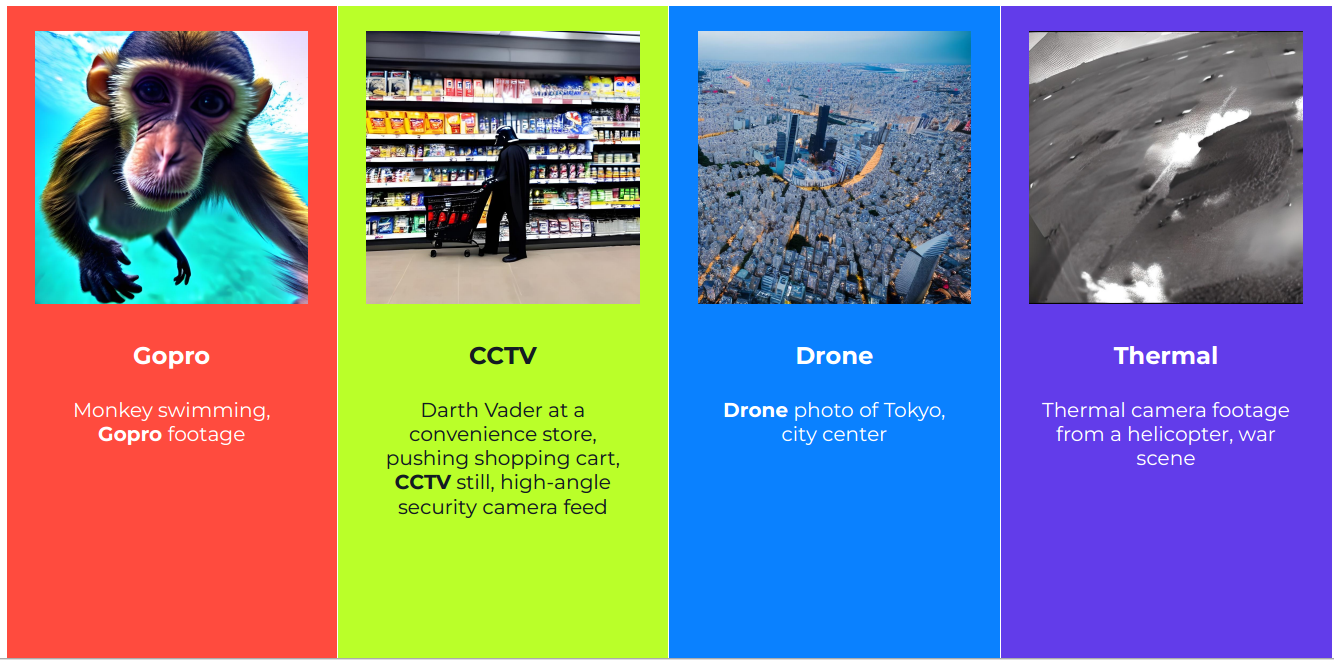 Gopro
Monkey swimming,
Gopro footage
CCTV
Darth Vader at a
convenience store,
pushing shopping cart,
CCTV still, high-angle
security camera feed
Drone
Drone photo of Tokyo,
city center
Thermal
Thermal camera footage
from a helicopter, war
scene